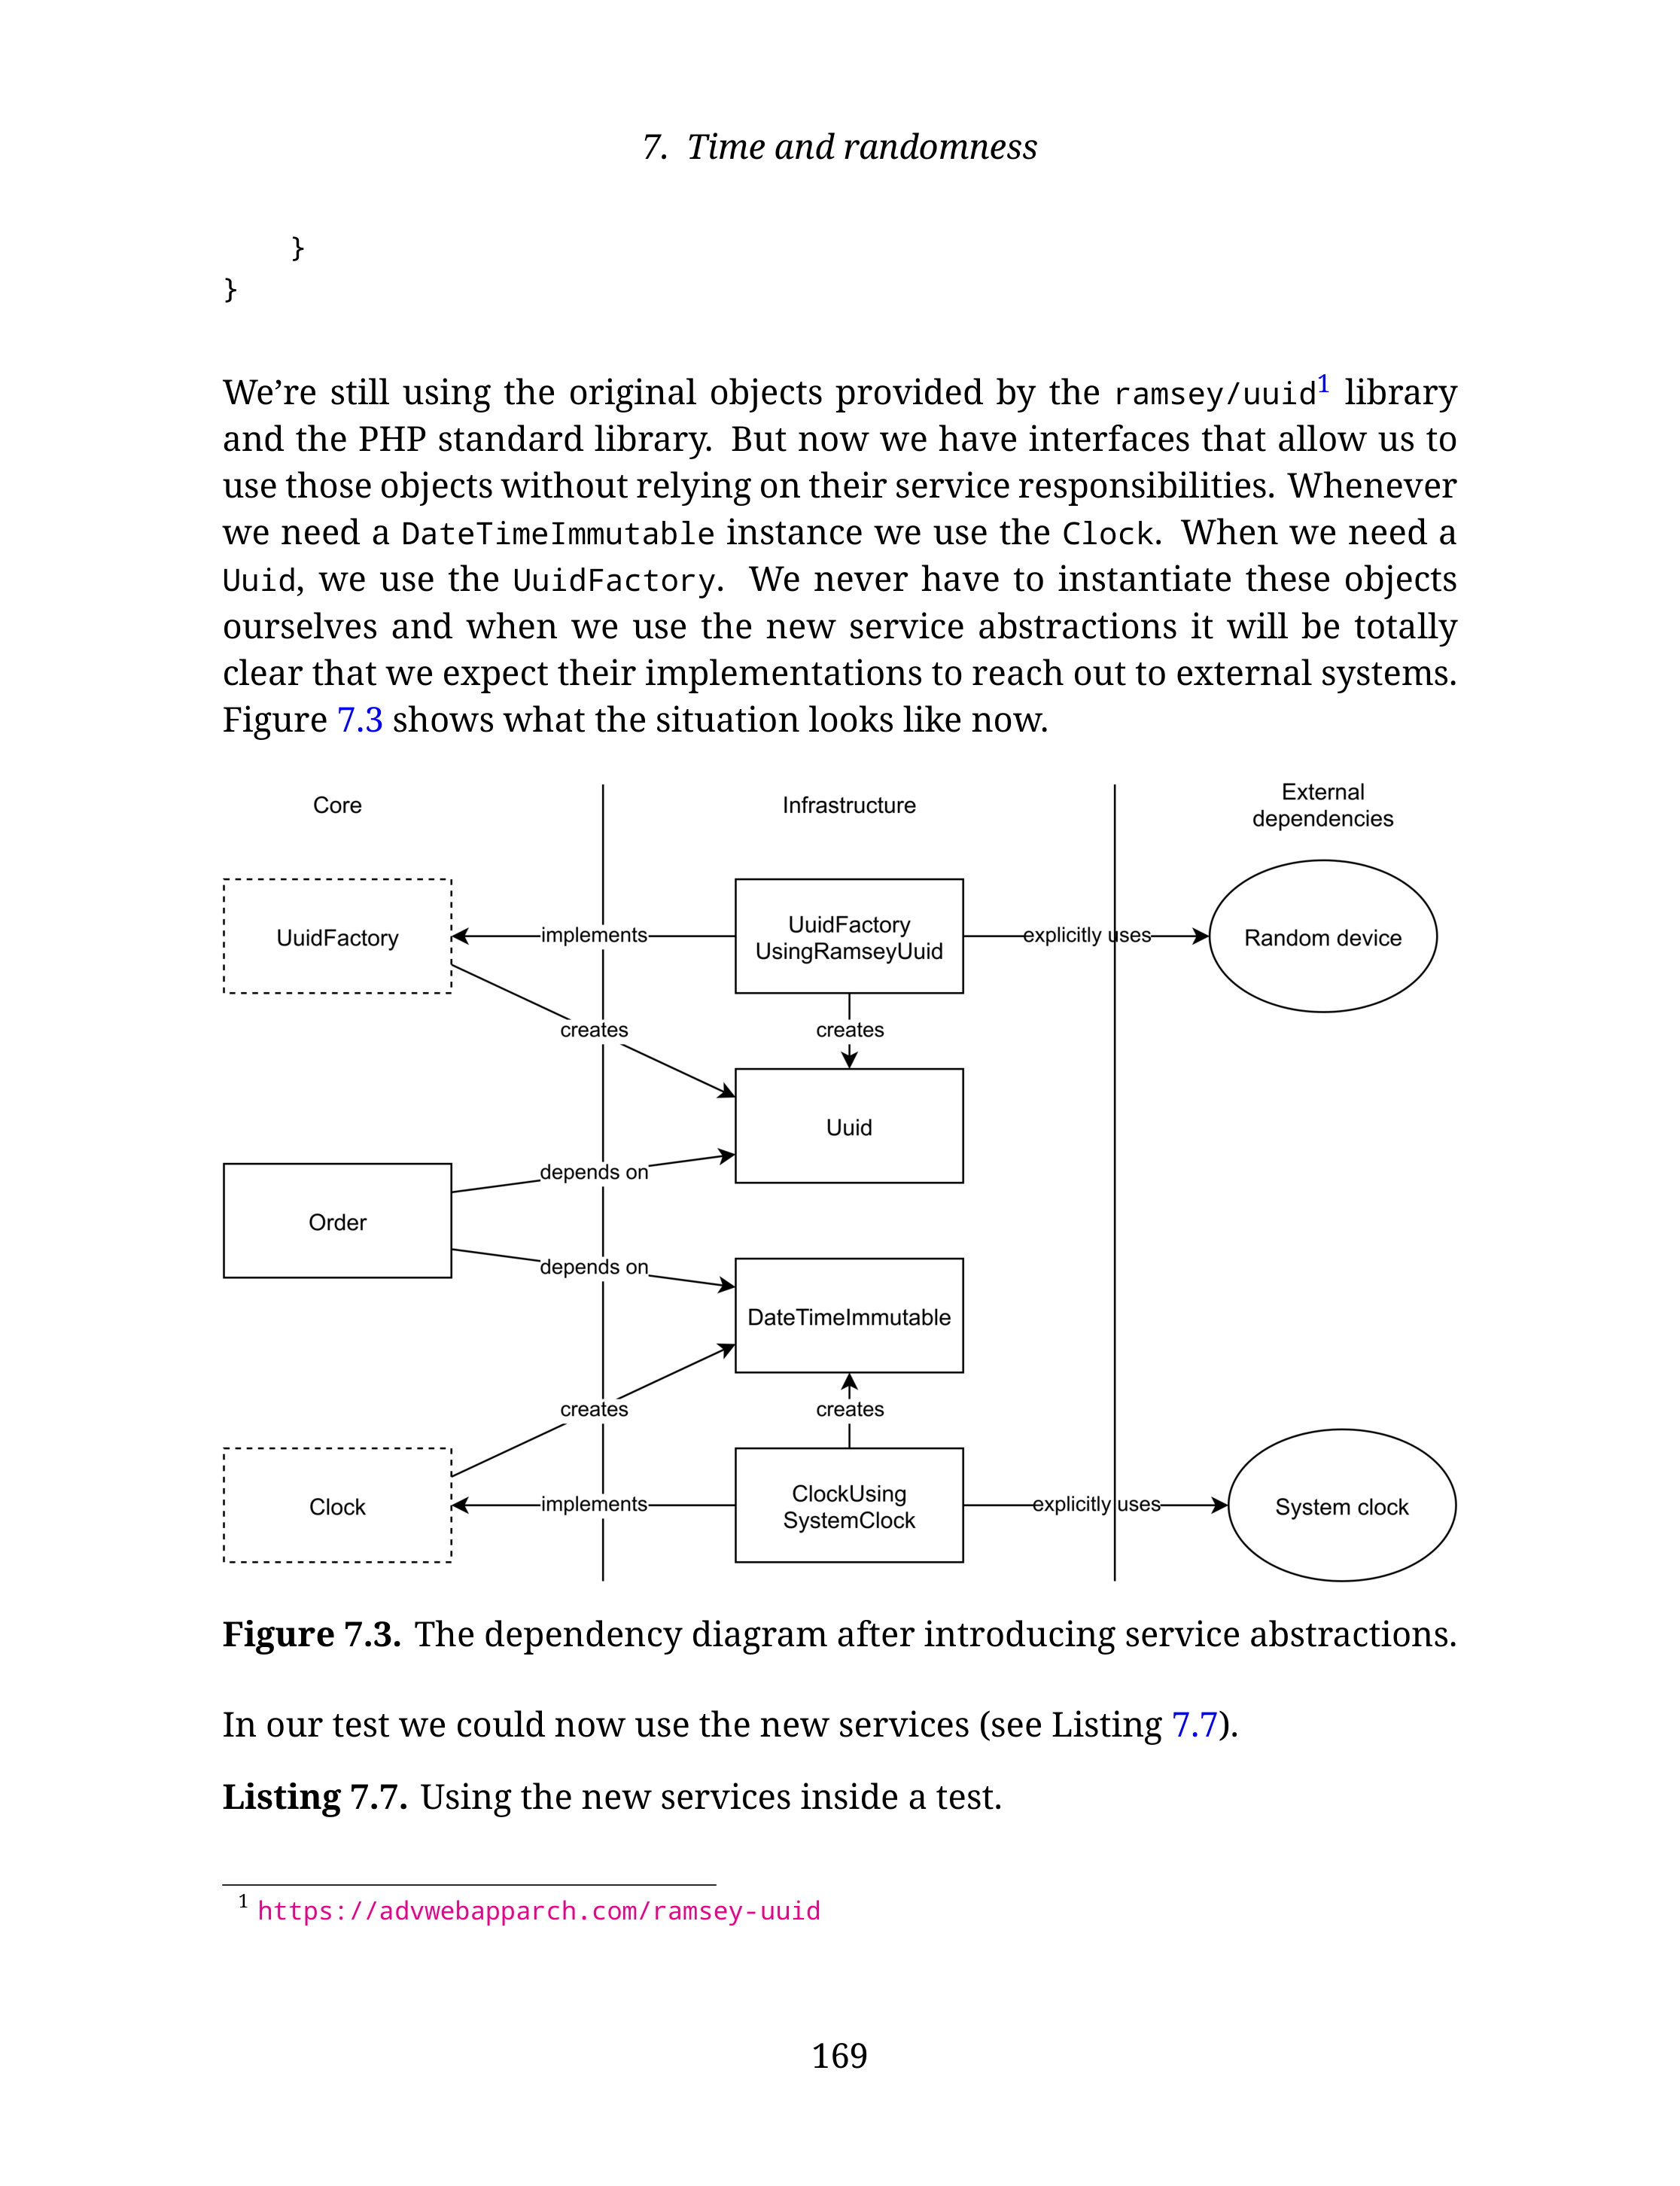 7. Time and randomness
}
}
We’re still using the original objects provided by the ramsey/uuid1 library
and the PHP standard library. But now we have interfaces that allow us to
use those objects without relying on their service responsibilities. Whenever
we need a DateTimeImmutable instance we use the Clock. When we need a
Uuid, we use the UuidFactory. We never have to instantiate these objects
ourselves and when we use the new service abstractions it will be totally
clear that we expect their implementations to reach out to external systems.
Figure 7.3 shows what the situation looks like now.
Core
Infrastructure
External
dependencies
UuidFactory
implements
UuidFactory
UsingRamseyUuid
explicitly uses
Random device
creates
creates
Uuid
depends on
Order
depends on
DateTimeImmutable
creates
creates
Clock
implements
ClockUsing
SystemClock
explicitly uses
System clock
Figure 7.3. The dependency diagram after introducing service abstractions.
In our test we could now use the new services (see Listing 7.7).
Listing 7.7. Using the new services inside a test.
1 https://advwebapparch.com/ramsey-uuid
169